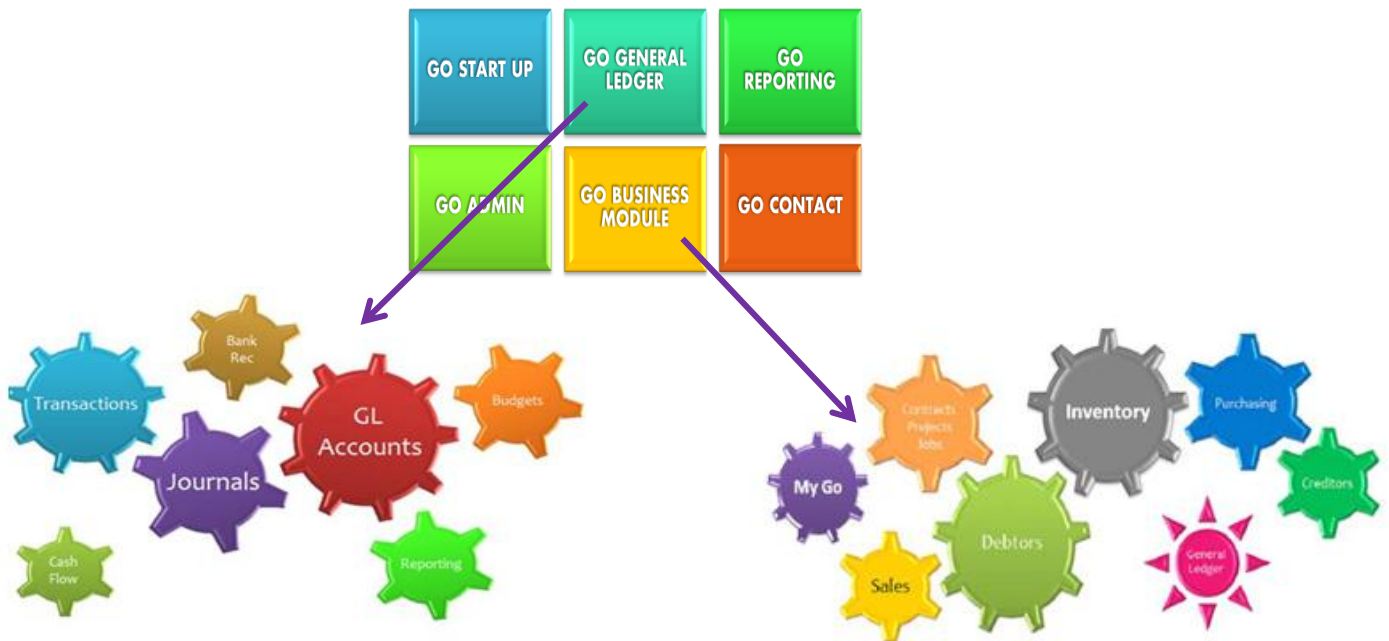 GO START UP
GO GENERAL
LEDGER
GO
REPORTING
GO ADMIN
GO BUSINESS
MODULE
GO CONTACT
Bank
Rec
Transactions
GL
Accounts
Budgets
Journals
Cash
Flow
Reporting
Contracts
Projects
Jobs
Inventory
Purchasing
My Go
Creditors
Debtors
General
Ledger
Sales